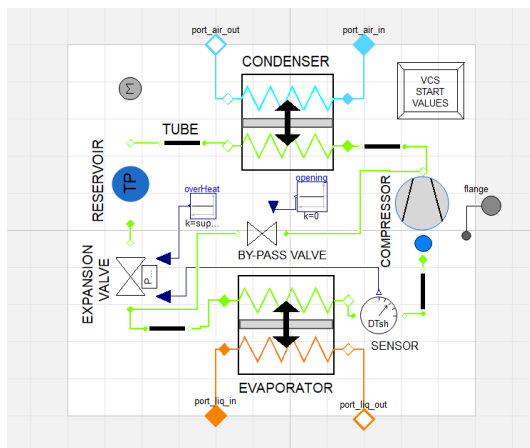 port_air_out
port_air_in
CONDENSER
VCS
START
VALUES
Σ
TUBE
RESERVOIR
TP
overHeat
k=sup...
opening
k=0
BY-PASS VALVE
COMPRESSOR
flange
EXPANSION
VALVE
P...
DTsh
SENSOR
EVAPORATOR
port_liq_in
port_liq_out